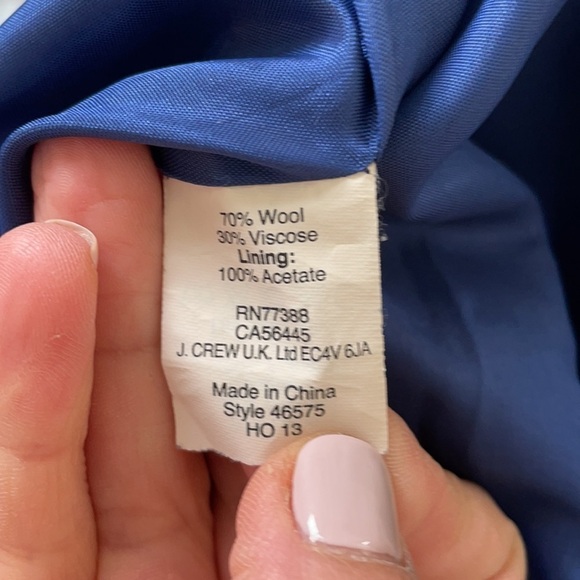 70% Wool
30% Viscose
Lining:
100% Acetate
RN77388
CA56445
J. CREW U.K. Ltd EC4V 6JA
Made in China
Style 46575
HO 13